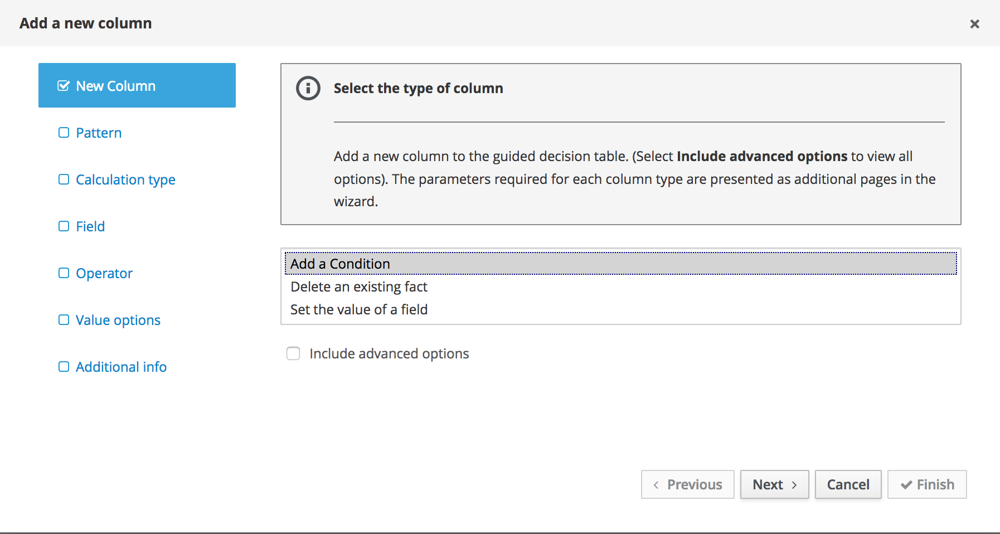 Add a new column
New Column
Pattern
Calculation type
Field
Operator
Value options
Additional info
Select the type of column
Add a new column to the guided decision table. (Select Include advanced options to view all
options). The parameters required for each column type are presented as additional pages in the
wizard.
Add a Condition
Delete an existing fact
Set the value of a field
Include advanced options
Previous
Next
Cancel
Finish